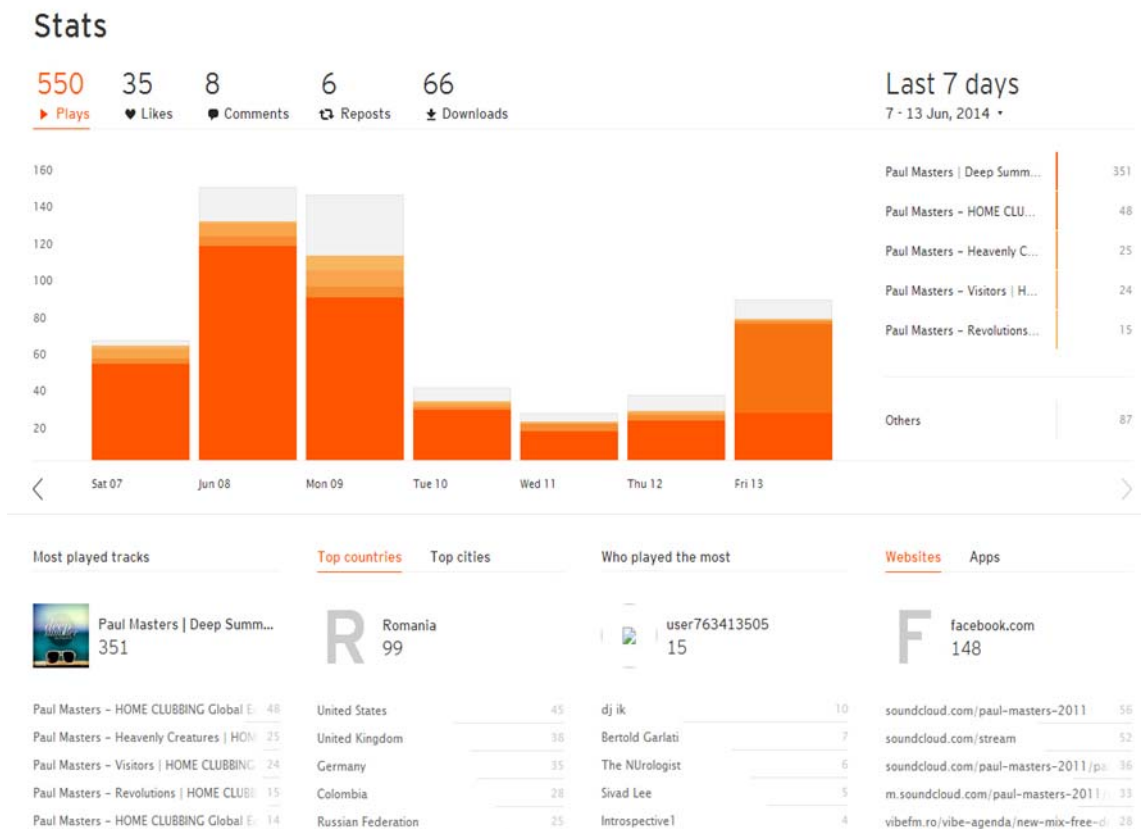 Stats
550 35 8 6 66
Plays Likes Comments Reposts Downloads
Last 7 days
7 - 13 Jun, 2014
160
140
120
100
80
60
40
20
Sat 07 Jun 08 Mon 09 Tue 10 Wed 11 Thu 12 Fri 13
Paul Masters | Deep Summ... 351
Paul Masters - HOME CLU... 48
Paul Masters - Heavenly C... 25
Paul Masters - Visitors | H... 24
Paul Masters - Revolutions... 15
Others 87
Most played tracks
Paul Masters | Deep Summ...
351
Paul Masters - HOME CLUBBING Global 48
Paul Masters - Heavenly Creatures | 25
Paul Masters - Visitors | HOME CLUBBING 24
Paul Masters - Revolutions | HOME 15
Paul Masters - HOME CLUBBING Global 14
Top countries Top cities
R
Romania
99
United States 45
United Kingdom 38
Germany 35
Colombia 28
Russian Federation 25
Who played the most
user763413505
15
dj ik 10
Bertold Garlati 7
The NUrologist 6
Sivad Lee 5
Introspective1 4
Websites Apps
F
facebook.com
148
soundcloud.com/paul-masters-2011 56
soundcloud.com/stream 52
soundcloud.com/paul-masters-2011/ 36
m.soundcloud.com/paul-masters-2011/ 33
vibefm.ro/vibe-agenda/new-mix-free-d 28